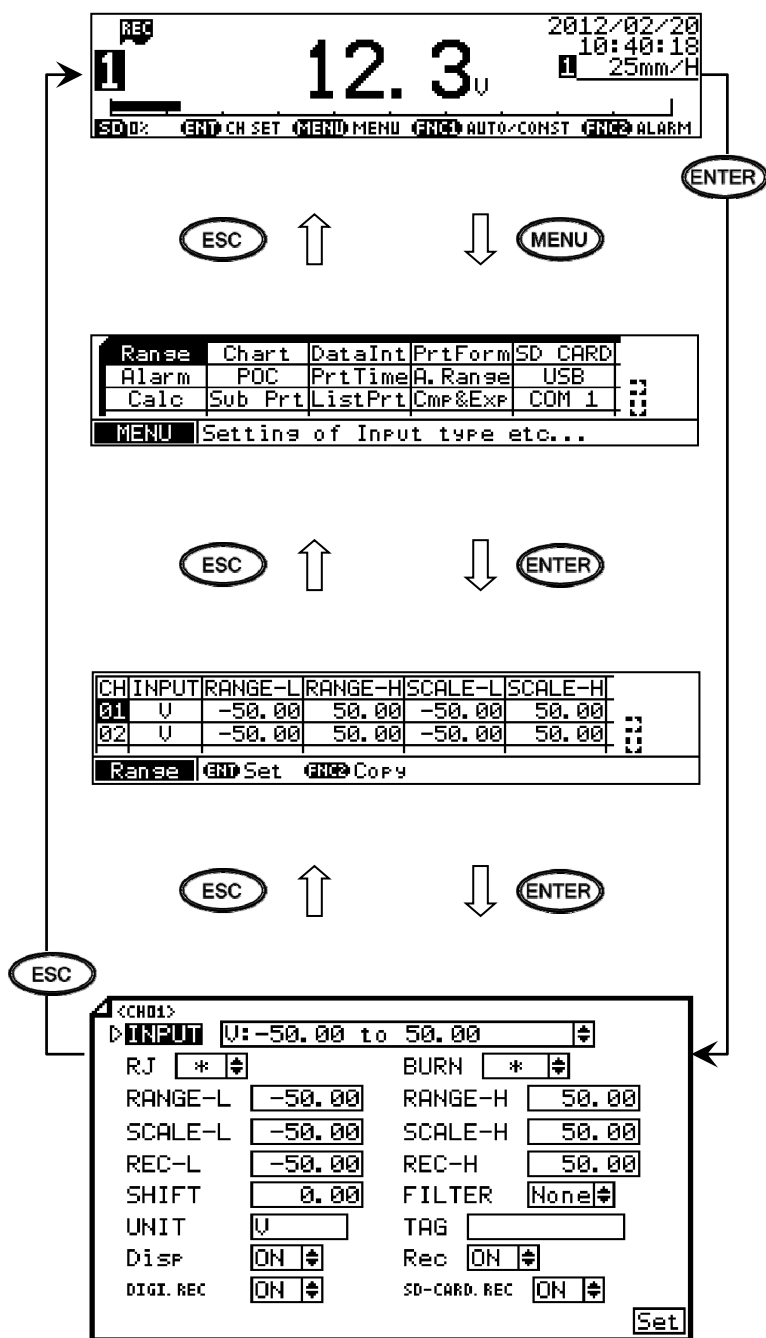 REC
2012/02/20
10:40:18
1 12.3V 1 25mm/H
SD 0% ENT CH SET MENU MENU FNC1 AUTO/CONST FNC2 ALARM
ENTER
ESC MENU
Range Chart DataInt PrtForm SD CARD
Alarm POC PrtTime A.Range USB
Calc Sub Prt ListPrt Cmp&Exp COM 1
MENU Setting of Input type etc...
ESC ENTER
CH INPUT RANGE-L RANGE-H SCALE-L SCALE-H
01 V -50.00 50.00 -50.00 50.00
02 V -50.00 50.00 -50.00 50.00
Range ENT Set FNC2 Copy
ESC ENTER
ESC
<CH01>
INPUT V:-50.00 to 50.00
RJ * BURN *
RANGE-L -50.00 RANGE-H 50.00
SCALE-L -50.00 SCALE-H 50.00
REC-L -50.00 REC-H 50.00
SHIFT 0.00 FILTER None
UNIT V TAG
Disp ON Rec ON
DIGI.REC ON SD-CARD.REC ON
Set